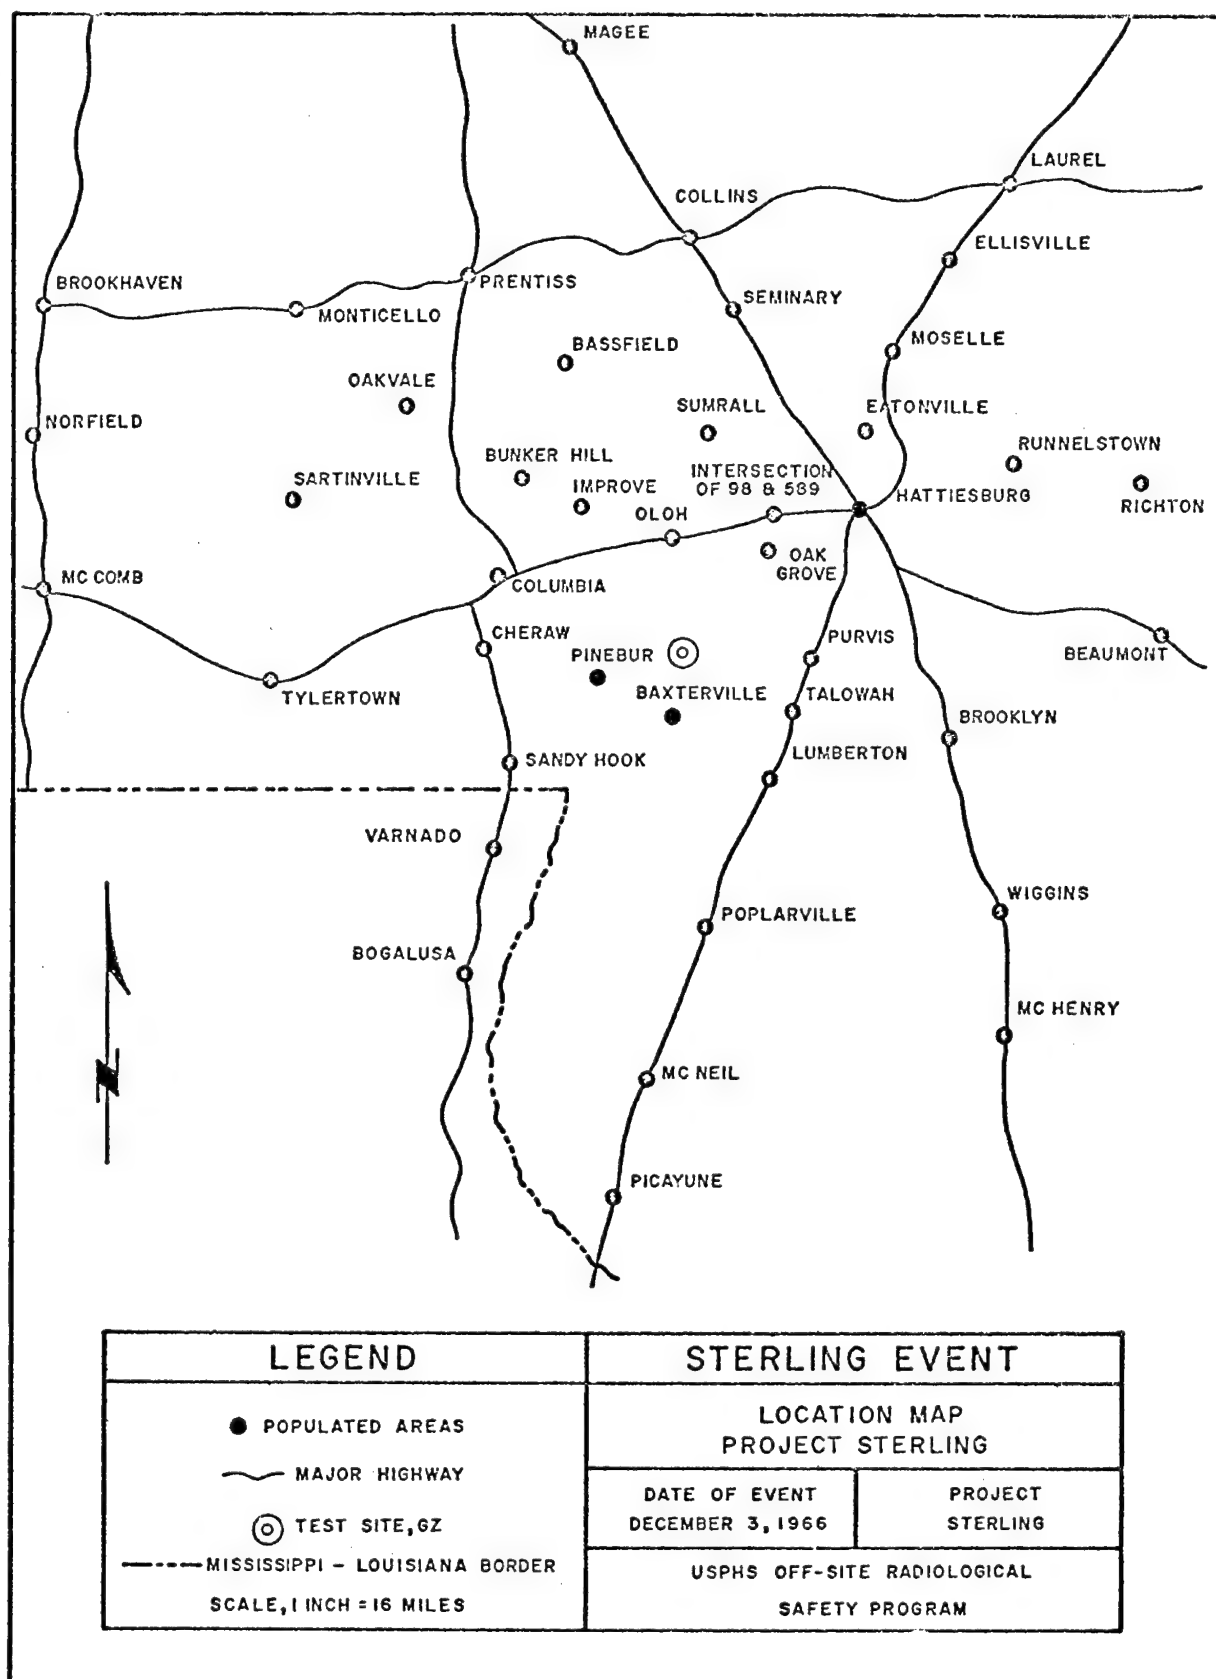 MAGEE
LAUREL
COLLINS
ELLISVILLE
BROOKHAVEN
PRENTISS
MONTICELLO
SEMINARY
BASSFIELD
MOSELLE
OAKVALE
NORFIELD
SUMRALL
EATONVILLE
RUNNELSTOWN
BUNKER HILL
INTERSECTION
OF 98 & 589
SARTINVILLE
IMPROVE
HATTIESBURG
RICHTON
OLOH
OAK
GROVE
MC COMB
COLUMBIA
CHERAW
PINEBUR
PURVIS
BEAUMONT
TYLERTOWN
BAXTERVILLE
TALOWAH
BROOKLYN
SANDY HOOK
LUMBERTON
VARNADO
WIGGINS
POPLARVILLE
BOGALUSA
MC HENRY
N
MC NEIL
PICAYUNE
LEGEND
POPULATED AREAS
MAJOR HIGHWAY
TEST SITE, GZ
MISSISSIPPI - LOUISIANA BORDER
SCALE, 1 INCH = 16 MILES
STERLING EVENT
LOCATION MAP
PROJECT STERLING
DATE OF EVENT
DECEMBER 3, 1966
PROJECT
STERLING
USPHS OFF-SITE RADIOLOGICAL
SAFETY PROGRAM